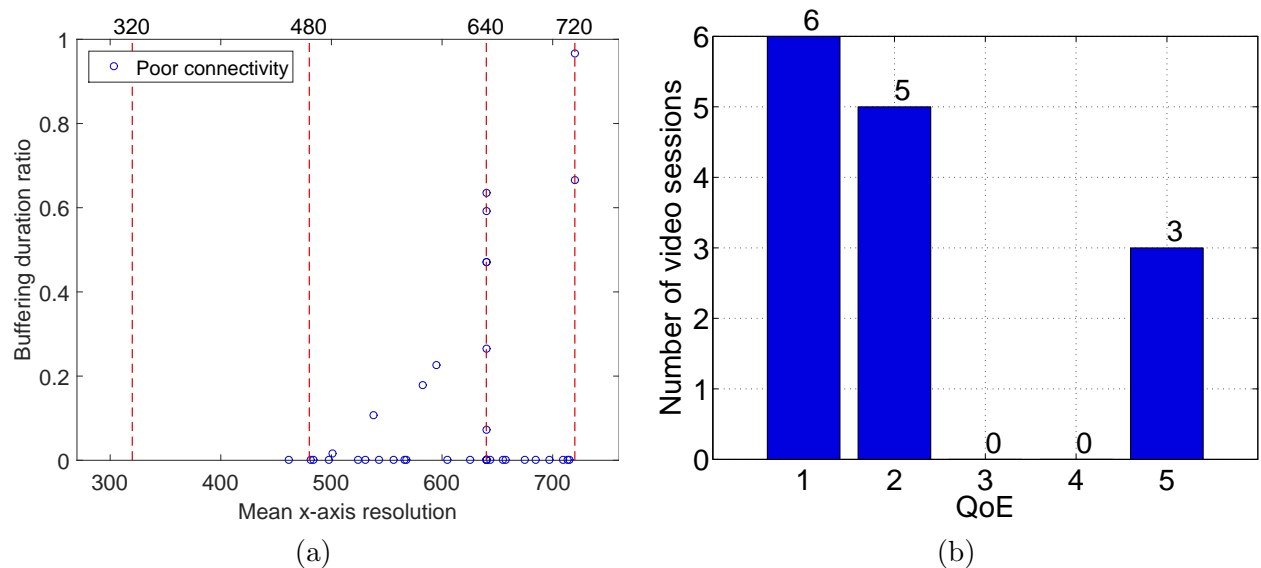 320 480 640 720
Poor connectivity
1
0.8
0.6
0.4
0.2
0
Buffering duration ratio
300 400 500 600 700
Mean x-axis resolution
(a)
6
5
4
3
2
1
0
Number of video sessions
6
5
0
0
3
1 2 3 4 5
QoE
(b)